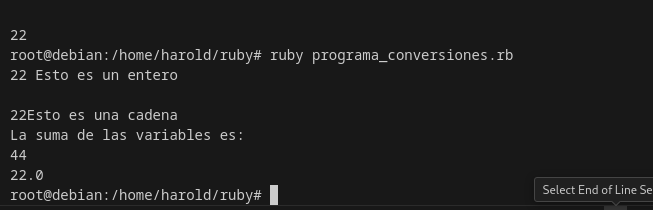 22
root@debian:/home/harold/ruby# ruby programa_conversiones.rb
22 Esto es un entero
22Esto es una cadena
La suma de las variables es:
44
22.0
root@debian:/home/harold/ruby#
Select End of Line Se